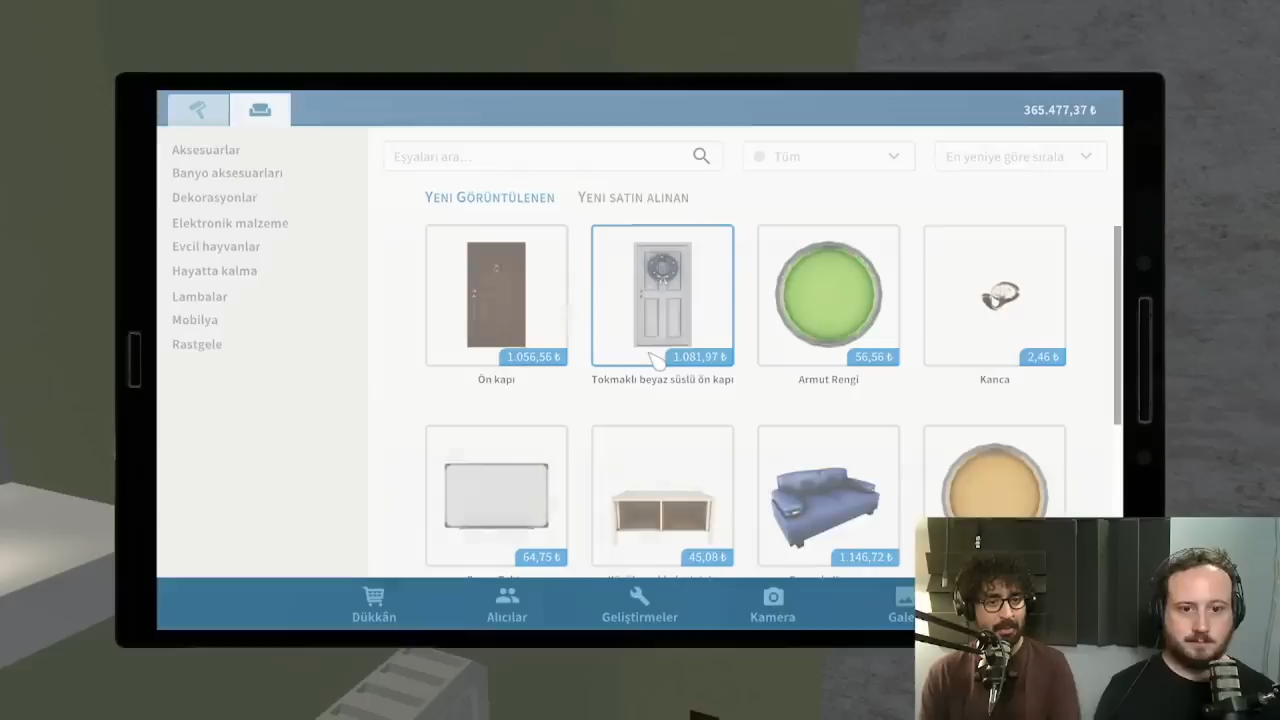 365.477,37 ₺
Aksesuarlar
Banyo aksesuarları
Dekorasyonlar
Elektronik malzeme
Evcil hayvanlar
Hayatta kalma
Lambalar
Mobilya
Rastgele
Eşyaları ara...
Tüm
En yeniye göre sırala
YENİ GÖRÜNTÜLENEN
YENİ SATIN ALINAN
1.056,56 ₺
1.081,97 ₺
56,56 ₺
2,46 ₺
Ön kapı
Tokmaklı beyaz süslü ön kapı
Armut Rengi
Kanca
64,75 ₺
45,08 ₺
1.146,72 ₺
Dükkân
Alıcılar
Geliştirmeler
Kamera
Gale